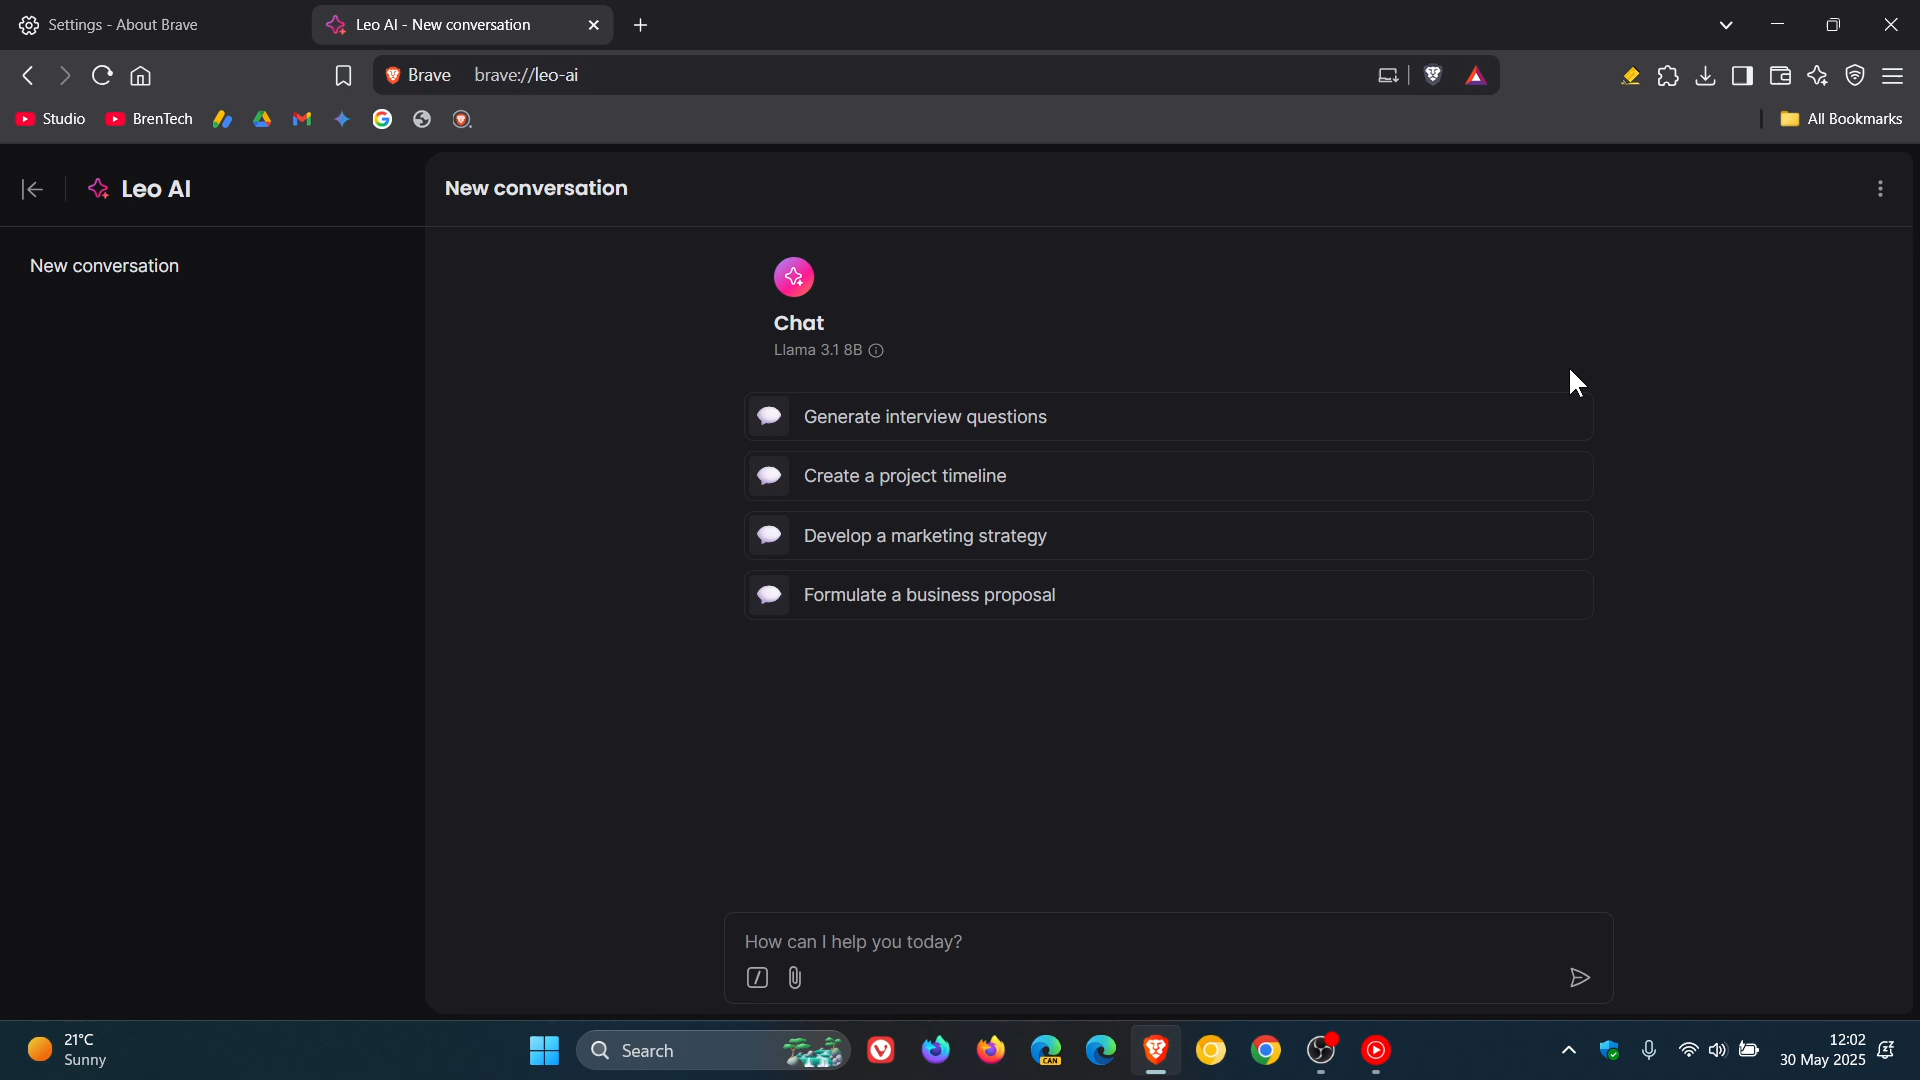 Settings - About Brave
Leo AI - New conversation
Brave brave://leo-ai
Studio
BrenTech
All Bookmarks
Leo AI
New conversation
New conversation
Chat
Llama 3.1 8B
Generate interview questions
Create a project timeline
Develop a marketing strategy
Formulate a business proposal
How can I help you today?
21°C
Sunny
Search
CAN
12:02
30 May 2025